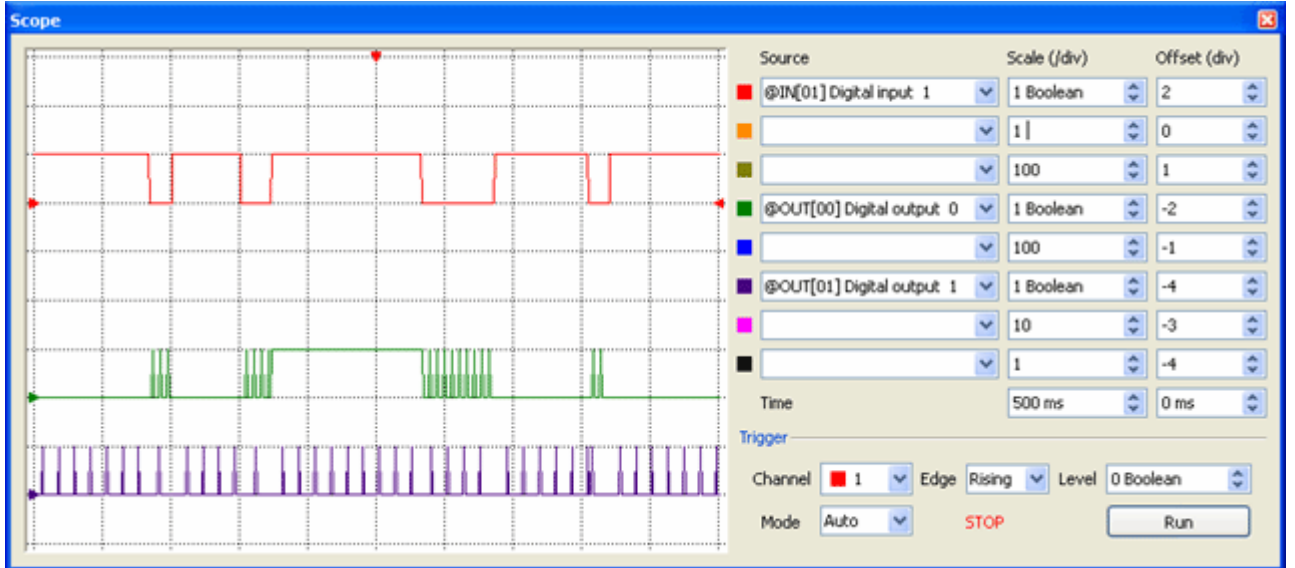 Scope
Source Scale (/div) Offset (div)
@IN[01] Digital input 1 1 Boolean 2
1 0
100 1
@OUT[00] Digital output 0 1 Boolean -2
100 -1
@OUT[01] Digital output 1 1 Boolean -4
10 -3
1 -4
Time 500 ms 0 ms
Trigger
Channel 1 Edge Rising Level 0 Boolean
Mode Auto STOP Run